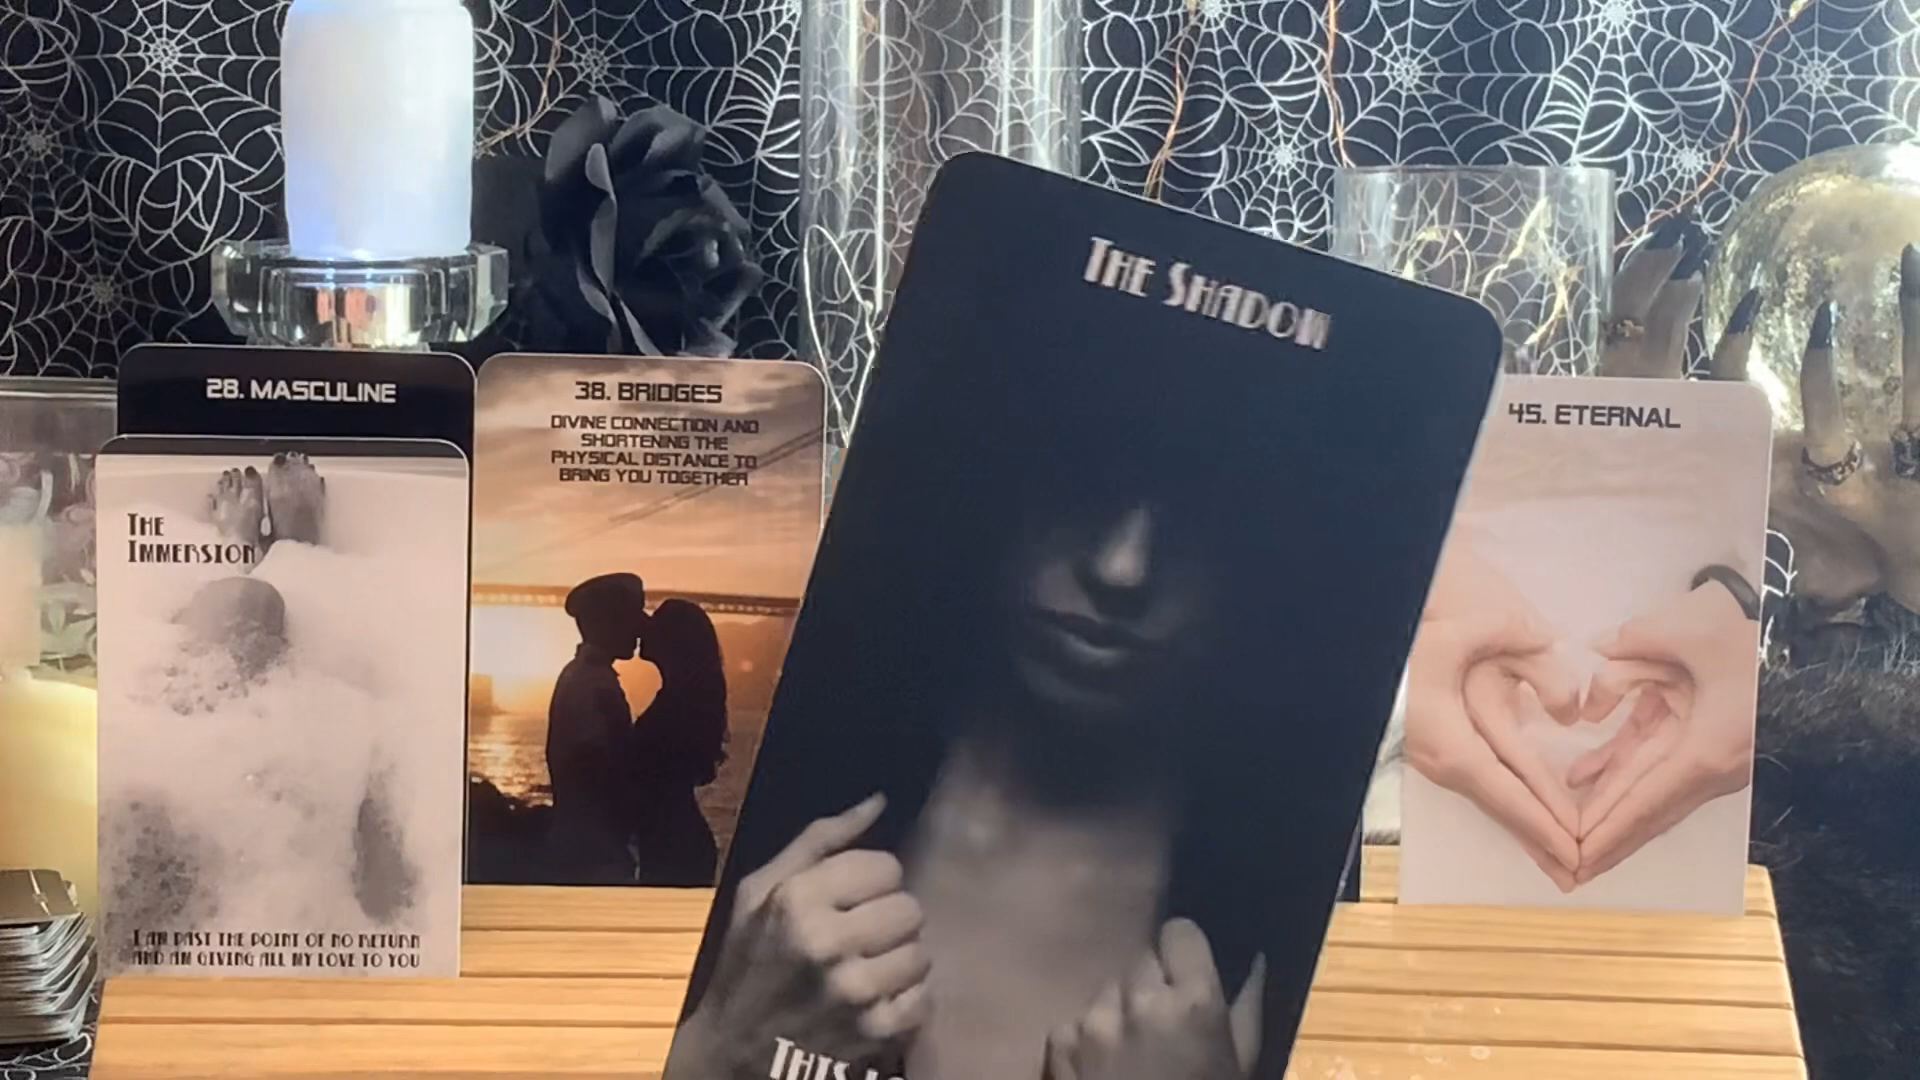 28. MASCULINE
THE
IMMERSION
I AM PAST THE POINT OF NO RETURN
AND AM GIVING ALL MY LOVE TO YOU
38. BRIDGES
DIVINE CONNECTION AND
SHORTENING THE
PHYSICAL DISTANCE TO
BRING YOU TOGETHER
THE SHADOW
THIS
45. ETERNAL